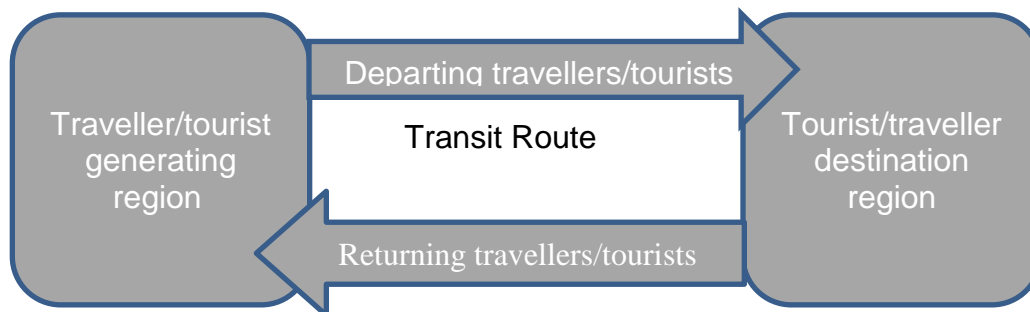 Traveller/tourist
generating
region
Departing travellers/tourists
Transit Route
Returning travellers/tourists
Tourist/traveller
destination
region